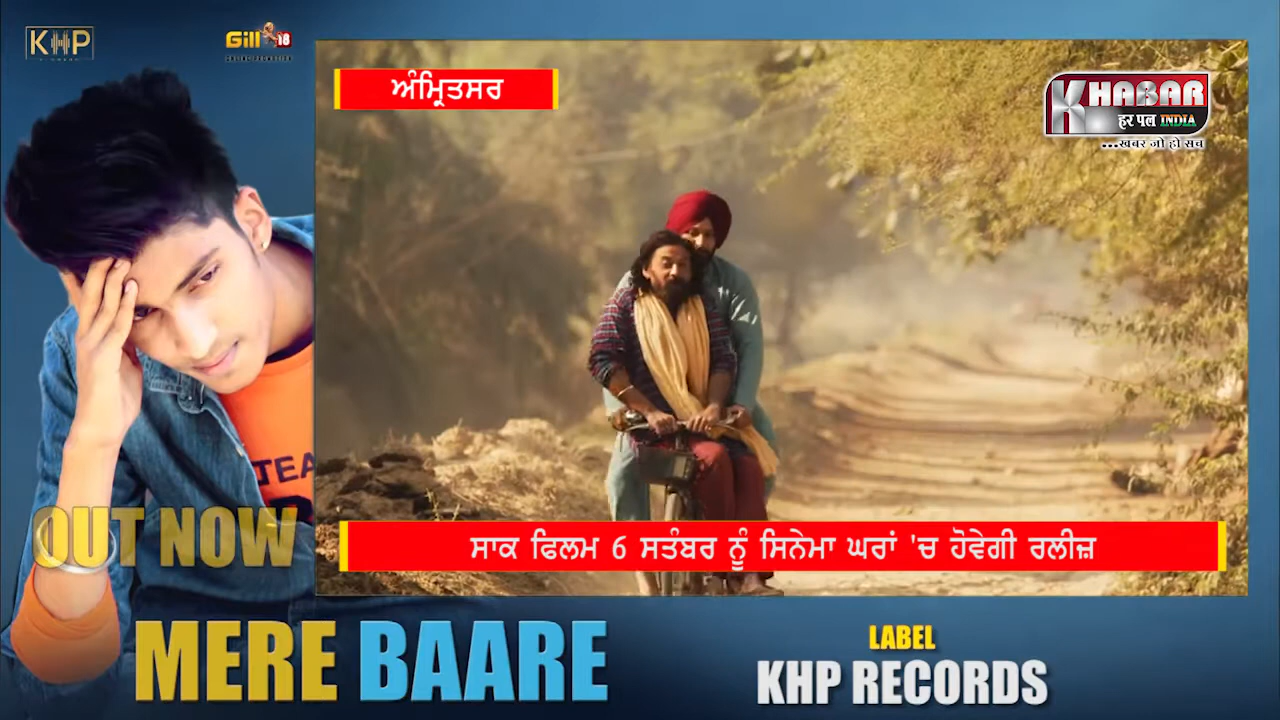 KHP
Gill 18
ਅੰਮ੍ਰਿਤਸਰ
KHABAR
हर पल INDIA
...खबर जो हो सच
TEA
OUT NOW
ਸਾਕ ਫਿਲਮ 6 ਸਤੰਬਰ ਨੂੰ ਸਿਨੇਮਾ ਘਰਾਂ 'ਚ ਹੋਵੇਗੀ ਰਲੀਜ਼
MERE BAARE
LABEL
KHP RECORDS